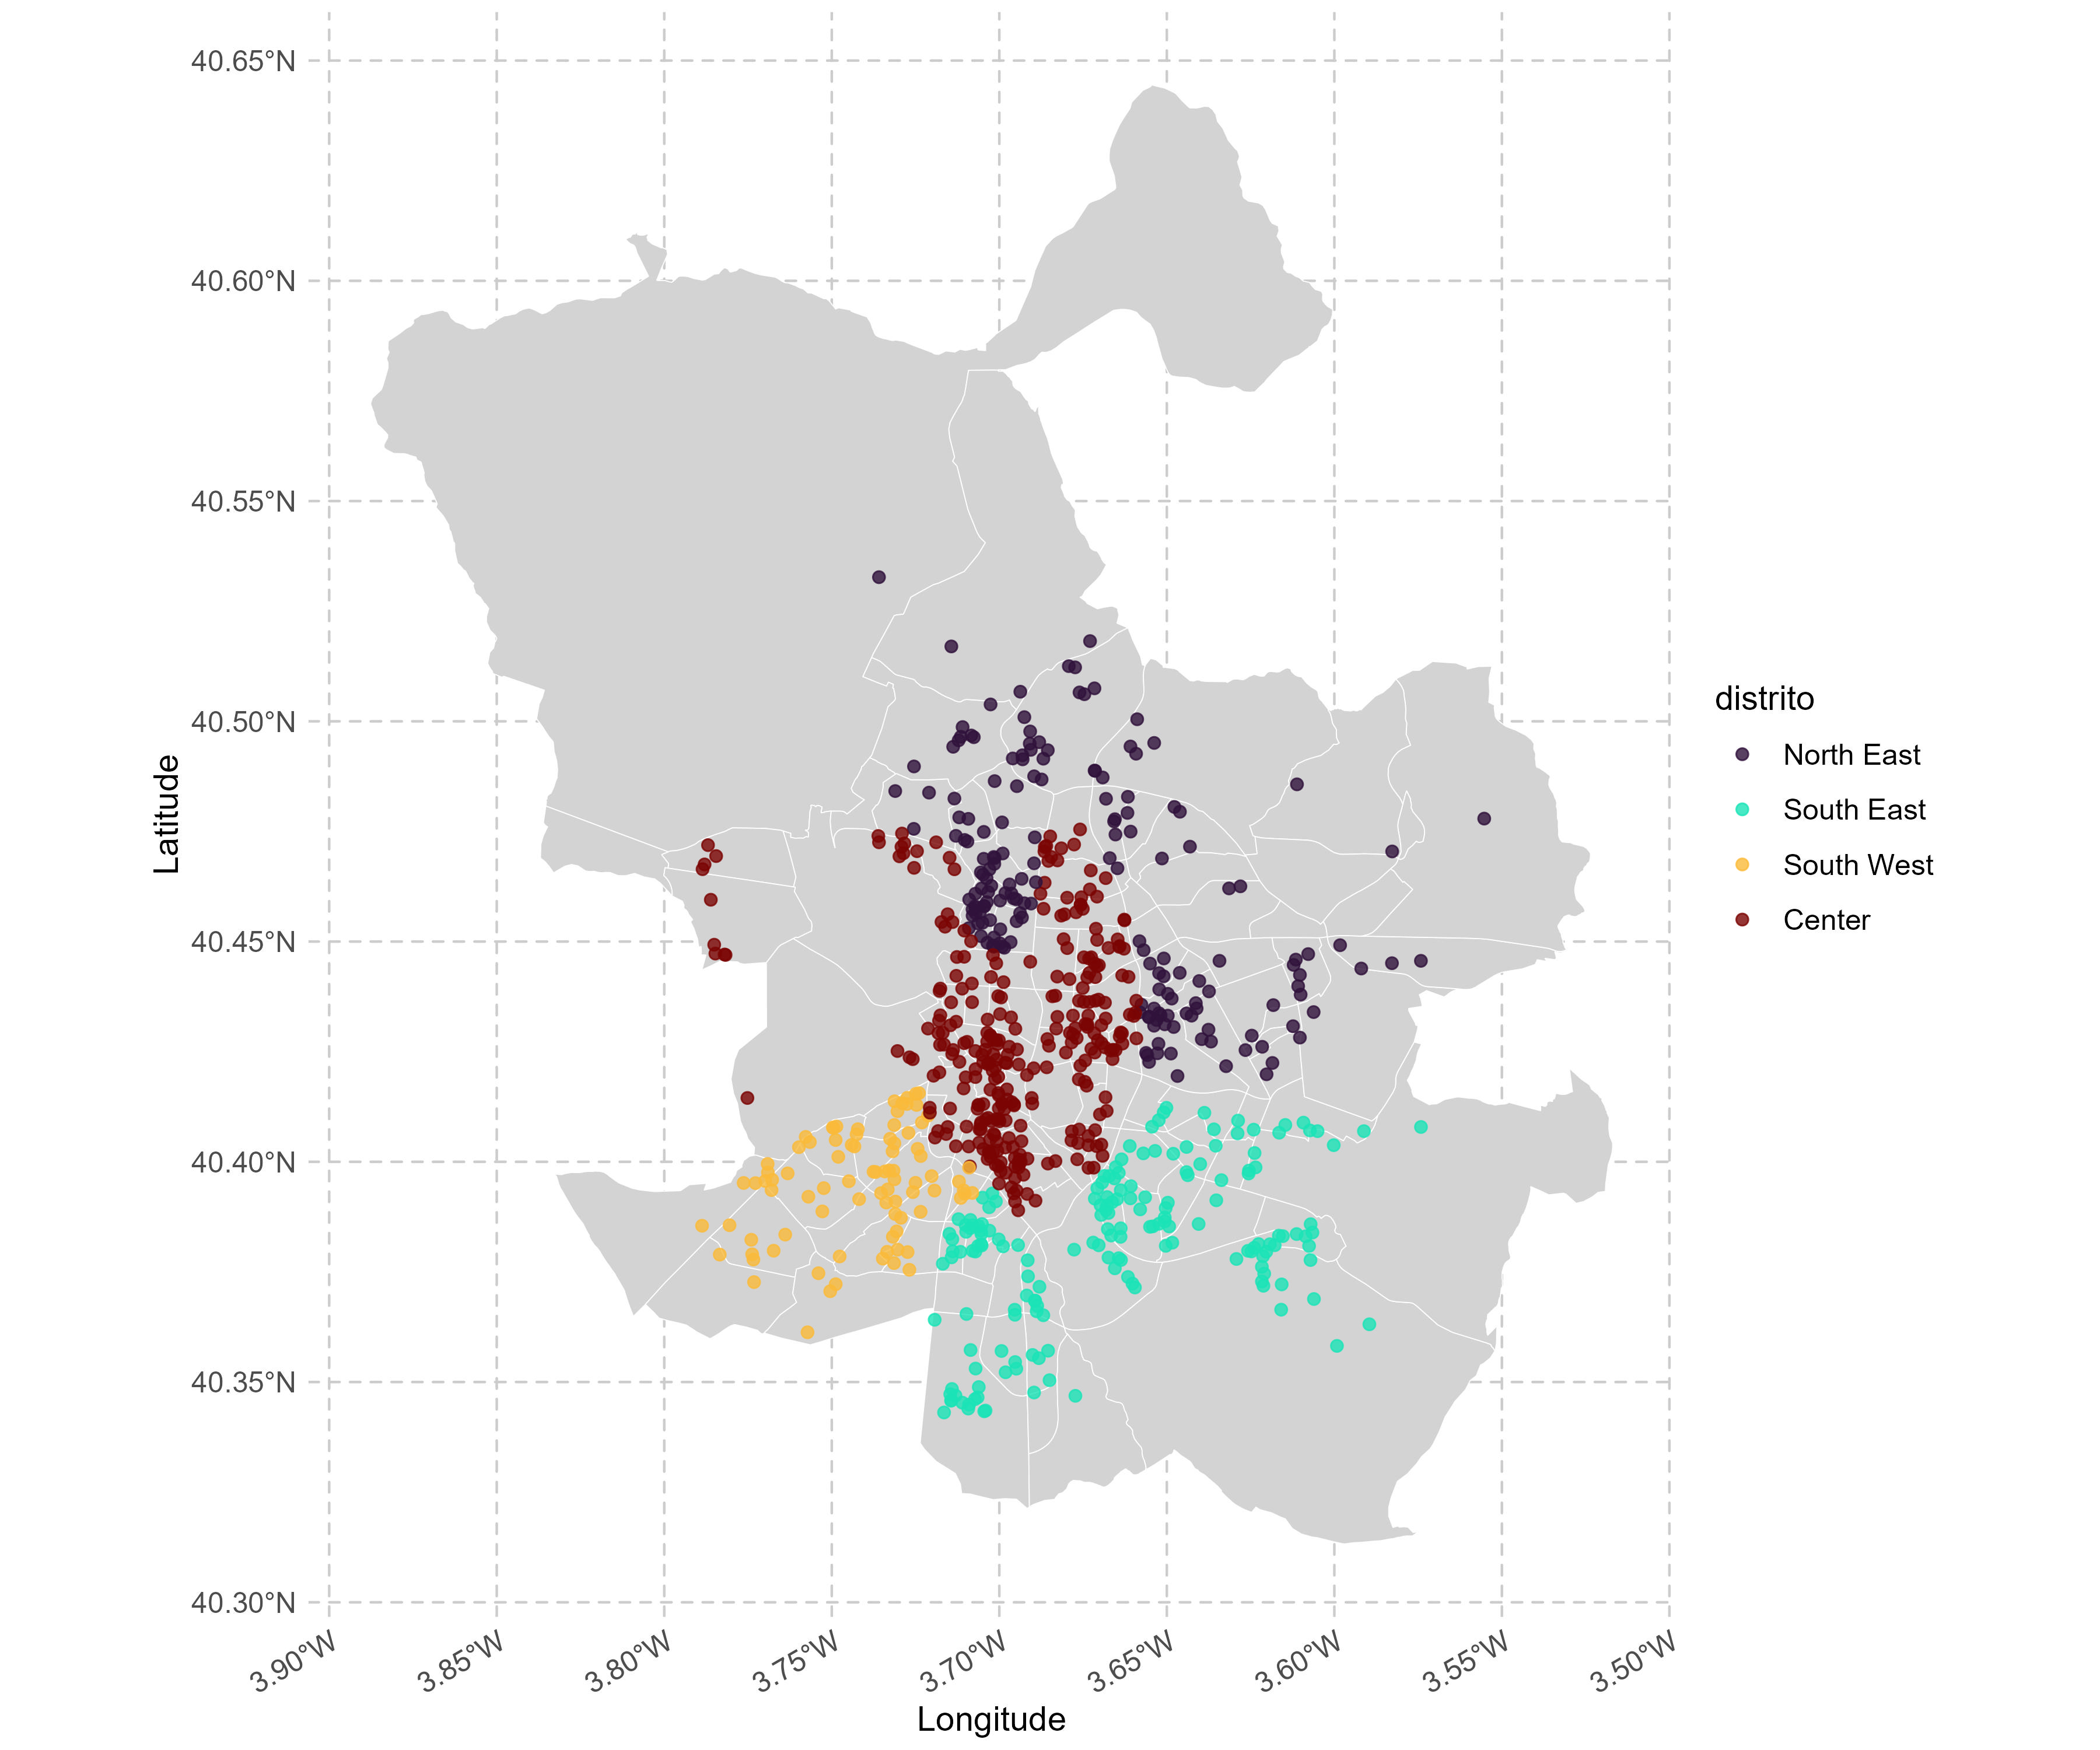 40.65°N
40.60°N
40.55°N
40.50°N
40.45°N
40.40°N
40.35°N
40.30°N
Latitude
3.90°W
3.85°W
3.80°W
3.75°W
3.70°W
3.65°W
3.60°W
3.55°W
3.50°W
Longitude
distrito
North East
South East
South West
Center